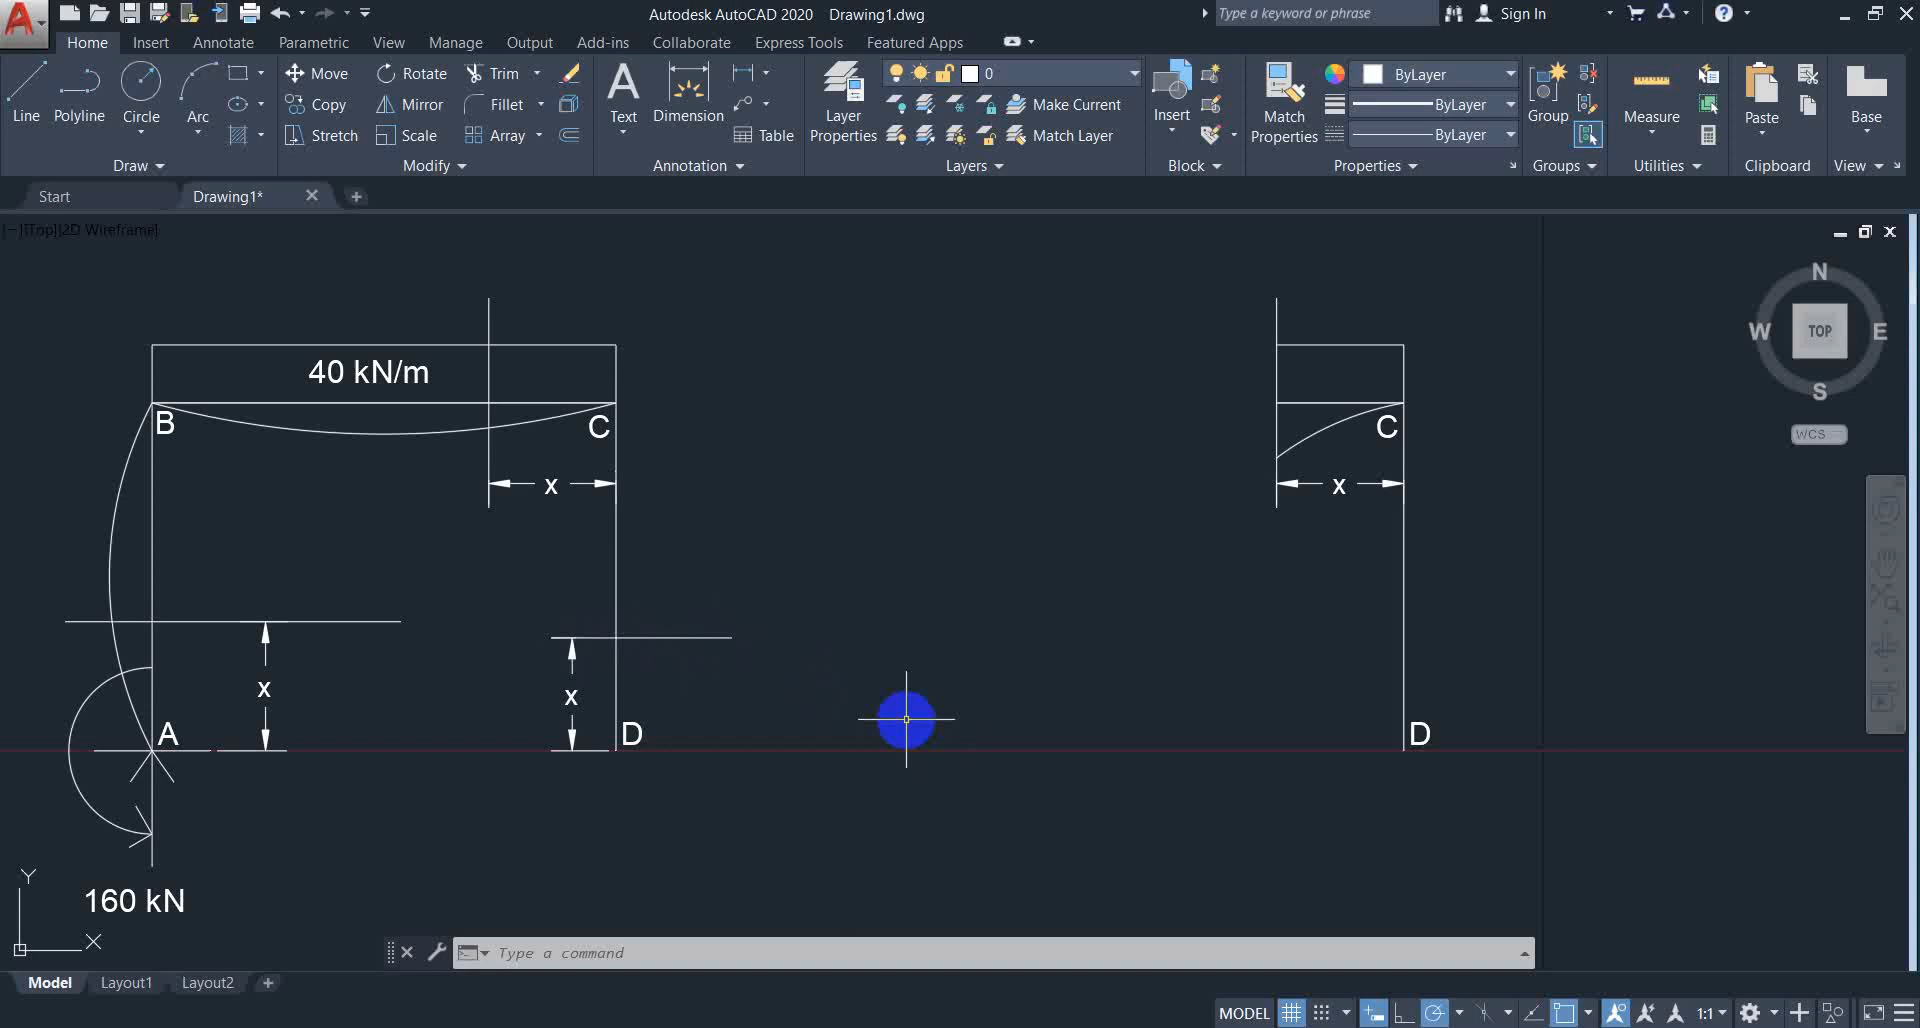 Autodesk AutoCAD 2020 Drawing1.dwg
Type a keyword or phrase
Sign In
Home Insert Annotate Parametric View Manage Output Add-ins Collaborate Express Tools Featured Apps
Line Polyline Circle Arc
Move Rotate Trim
Copy Mirror Fillet
Stretch Scale Array
Text Dimension Table
Layer Properties
0
Make Current
Match Layer
Insert
Match Properties
ByLayer
ByLayer
ByLayer
Group
Measure
Paste
Base
Draw Modify Annotation Layers Block Properties Groups Utilities Clipboard View
Start Drawing1*
[−][Top][2D Wireframe]
N
W TOP E
S
WCS
40 kN/m
B C C
x x
x x
A D D
160 kN
Y
X
Type a command
Model Layout1 Layout2
MODEL 1:1